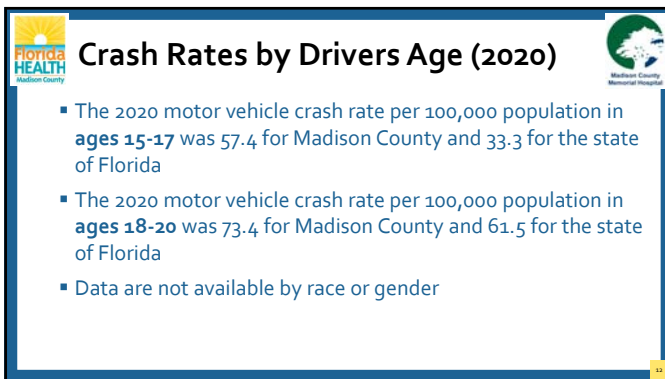 Florida
HEALTH
Madison County
Crash Rates by Drivers Age (2020)
Madison County
Memorial Hospital
▪ The 2020 motor vehicle crash rate per 100,000 population in
ages 15-17 was 57.4 for Madison County and 33.3 for the state
of Florida
▪ The 2020 motor vehicle crash rate per 100,000 population in
ages 18-20 was 73.4 for Madison County and 61.5 for the state
of Florida
▪ Data are not available by race or gender
12